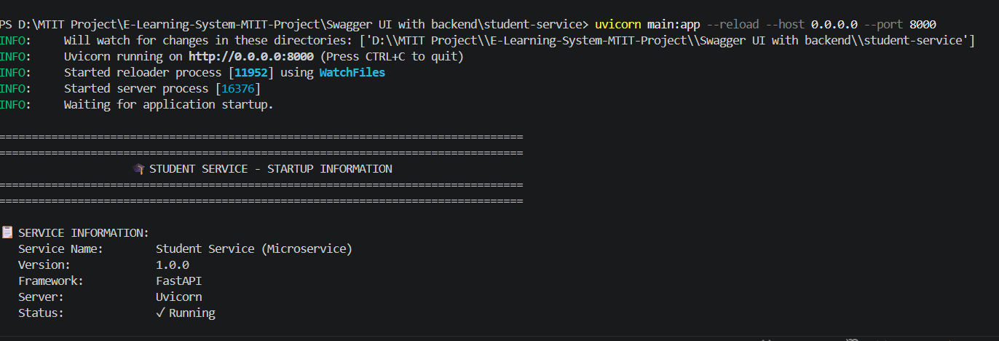 PS D:\MTIT Project\E-Learning-System-MTIT-Project\Swagger UI with backend\student-service> uvicorn main:app --reload --host 0.0.0.0 --port 8000
INFO:     Will watch for changes in these directories: ['D:\\MTIT Project\\E-Learning-System-MTIT-Project\\Swagger UI with backend\\student-service']
INFO:     Uvicorn running on http://0.0.0.0:8000 (Press CTRL+C to quit)
INFO:     Started reloader process [11952] using WatchFiles
INFO:     Started server process [16376]
INFO:     Waiting for application startup.
================================================================================
================================================================================
🎓 STUDENT SERVICE - STARTUP INFORMATION
================================================================================
================================================================================
📋 SERVICE INFORMATION:
Service Name:        Student Service (Microservice)
Version:             1.0.0
Framework:           FastAPI
Server:              Uvicorn
Status:              ✓ Running